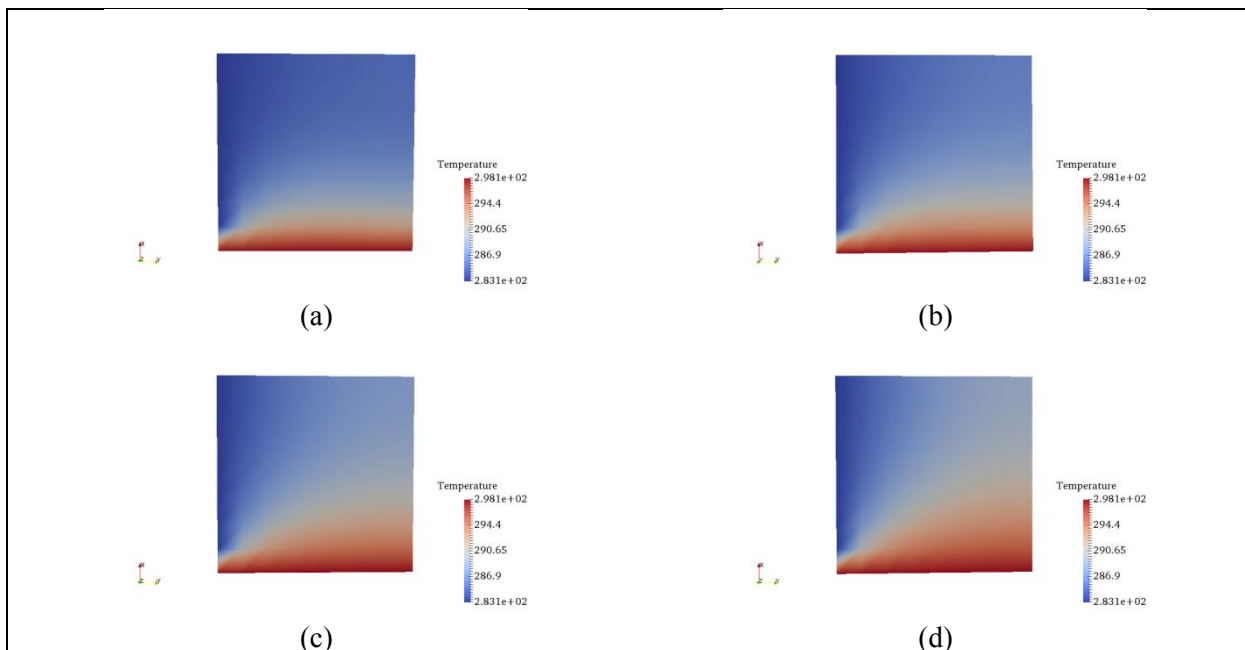 Temperature
2.981e+02
294.4
290.65
286.9
2.831e+02
X
Z Y
(a)
Temperature
2.981e+02
294.4
290.65
286.9
2.831e+02
X
Y
(b)
Temperature
2.981e+02
294.4
290.65
286.9
2.831e+02
X
Z Y
(c)
Temperature
2.981e+02
294.4
290.65
286.9
2.831e+02
X
Y
(d)